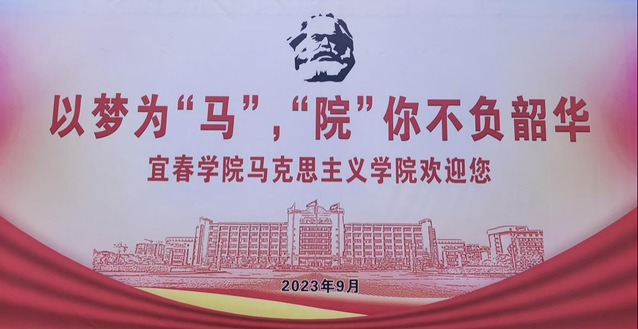 以梦为“马”,“院”你不负韶华
宜春学院马克思主义学院欢迎您
2023年9月